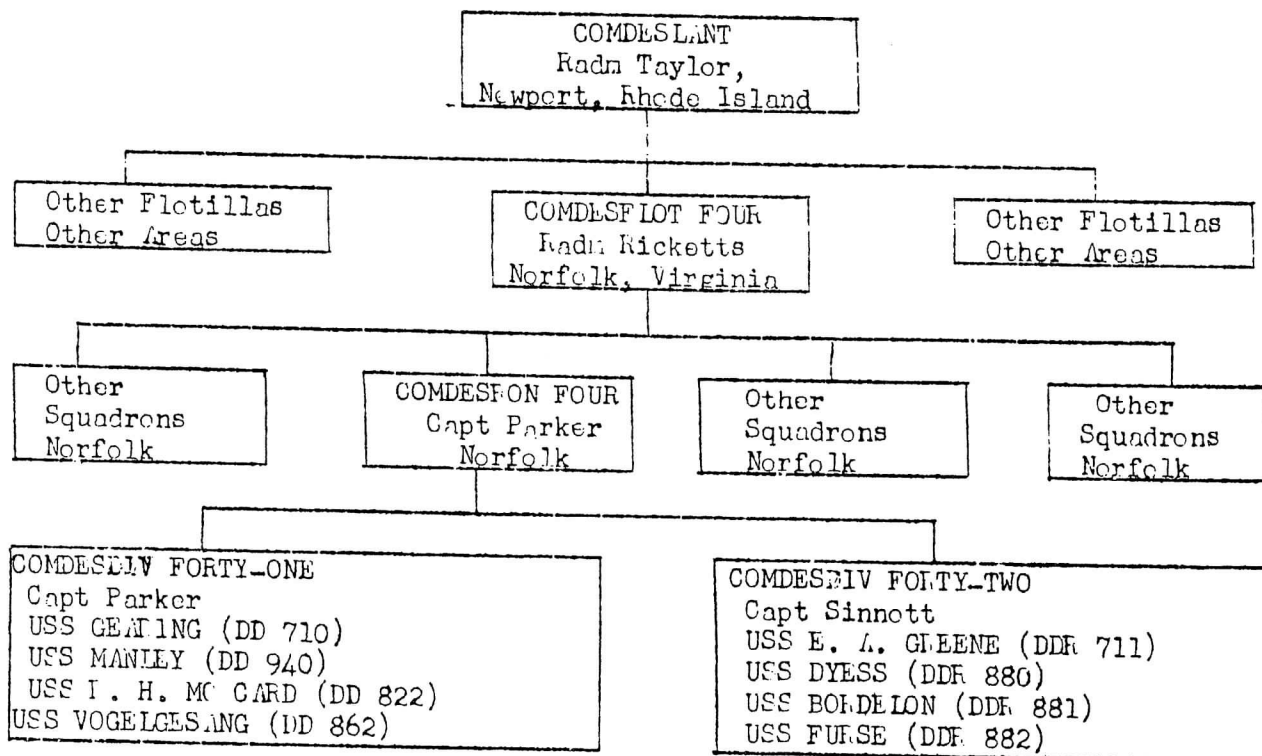 COMDESLANT
Radm Taylor,
Newport, Rhode Island
Other Flotillas
Other Areas
COMDESFLOT FOUR
Radm Ricketts
Norfolk, Virginia
Other Flotillas
Other Areas
Other
Squadrons
Norfolk
COMDESRON FOUR
Capt Parker
Norfolk
Other
Squadrons
Norfolk
Other
Squadrons
Norfolk
COMDESDIV FORTY-ONE
Capt Parker
USS GEARING (DD 710)
USS MANLEY (DD 940)
USS R. H. MC CARD (DD 822)
USS VOGELGESANG (DD 862)
COMDESDIV FORTY-TWO
Capt Sinnott
USS E. A. GREENE (DDR 711)
USS DYESS (DDR 880)
USS BORDELON (DDR 881)
USS FURSE (DDR 882)